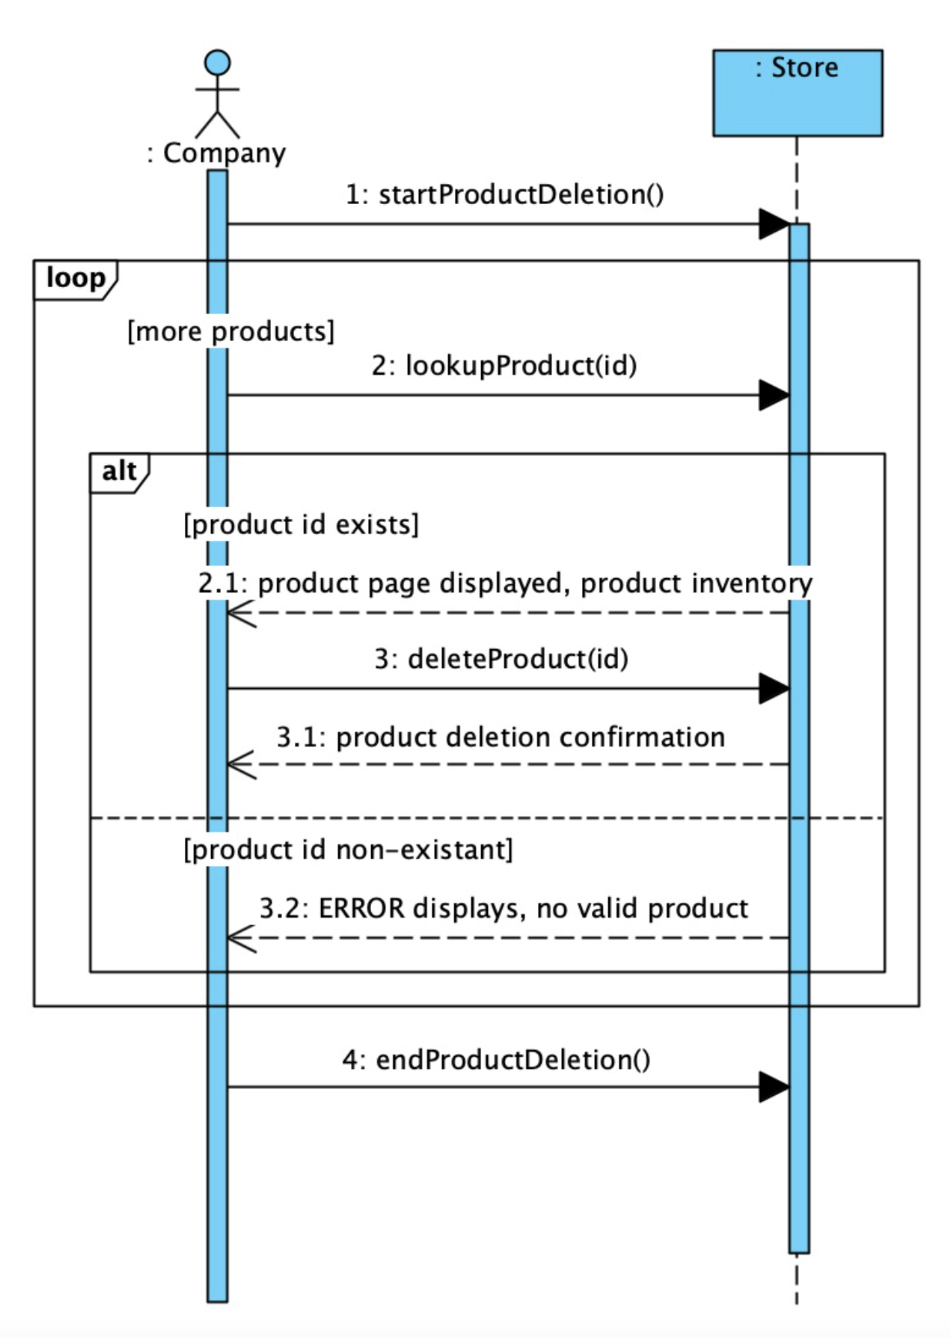 : Company
: Store
1: startProductDeletion()
loop
[more products]
2: lookupProduct(id)
alt
[product id exists]
2.1: product page displayed, product inventory
3: deleteProduct(id)
3.1: product deletion confirmation
[product id non-existant]
3.2: ERROR displays, no valid product
4: endProductDeletion()